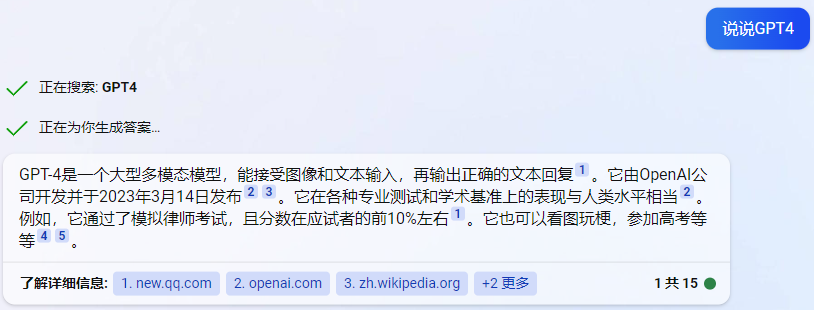 说说GPT4
正在搜索: GPT4
正在为你生成答案...
GPT-4是一个大型多模态模型，能接受图像和文本输入，再输出正确的文本回复1。它由OpenAI公
司开发并于2023年3月14日发布2 3。它在各种专业测试和学术基准上的表现与人类水平相当2。
例如，它通过了模拟律师考试，且分数在应试者的前10%左右1。它也可以看图玩梗，参加高考等
等4 5。
了解详细信息: 1. new.qq.com 2. openai.com 3. zh.wikipedia.org +2 更多 1 共 15